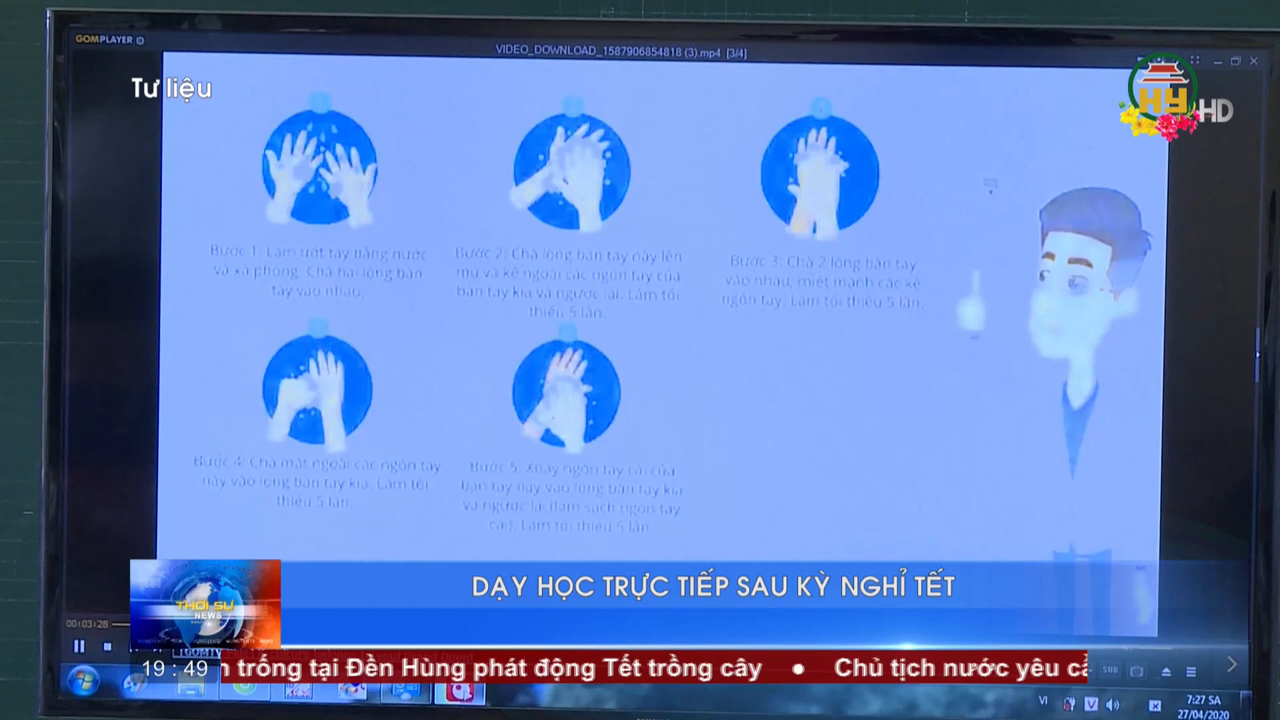 GOMPLAYER
VIDEO_DOWNLOAD_1587906854818 (3).mp4 [3/4]
Tư liệu
HY HD
Bước 1: Làm ướt tay bằng nước
và xà phòng. Chà hai lòng bàn
tay vào nhau.
Bước 2: Chà lòng bàn tay này lên
mu và kẽ ngoài các ngón tay của
bàn tay kia và ngược lại. Làm tối
thiểu 5 lần.
Bước 3: Chà 2 lòng bàn tay
vào nhau, miết mạnh các kẽ
ngón tay. Làm tối thiểu 5 lần.
Bước 4: Chà mặt ngoài các ngón tay
này vào lòng bàn tay kia. Làm tối
thiểu 5 lần.
Bước 5: Xoay ngón tay cái của
bàn tay này vào lòng bàn tay kia
và ngược lại (làm sạch ngón tay
cái). Làm tối thiểu 5 lần.
THỜI SỰ
NEWS
DẠY HỌC TRỰC TIẾP SAU KỲ NGHỈ TẾT
00:03:28
19 : 49
trống tại Đền Hùng phát động Tết trồng cây • Chủ tịch nước yêu
SUB
VI
7:27 SA
27/04/2020